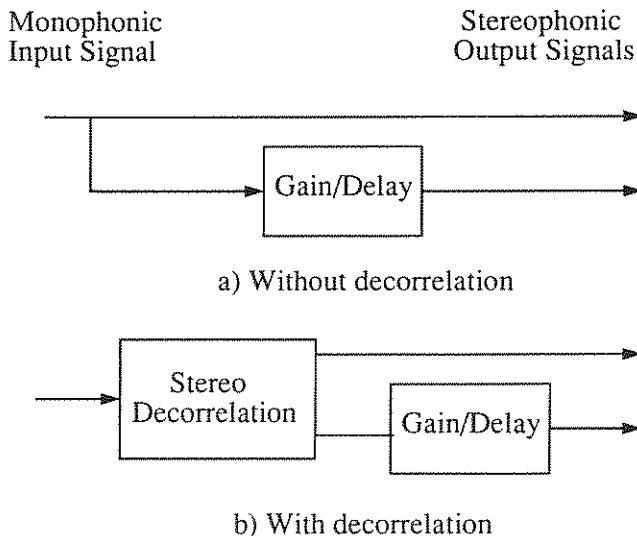 Monophonic
Input Signal
Stereophonic
Output Signals
Gain/Delay
a) Without decorrelation
Stereo
Decorrelation
Gain/Delay
b) With decorrelation